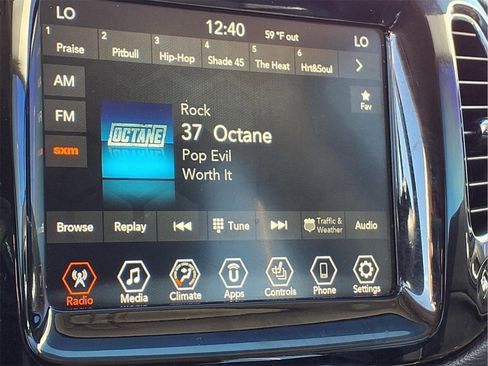 LO 12:40 59 °F out LO
1 Praise 2 Pitbull 3 Hip-Hop 4 Shade 45 5 The Heat 6 Hrt&Soul
AM
FM
sxm
OCTANE
Rock
37 Octane
Pop Evil
Worth It
Fav
Browse Replay Tune Traffic & Weather Audio
Radio Media Climate Apps Controls Phone Settings